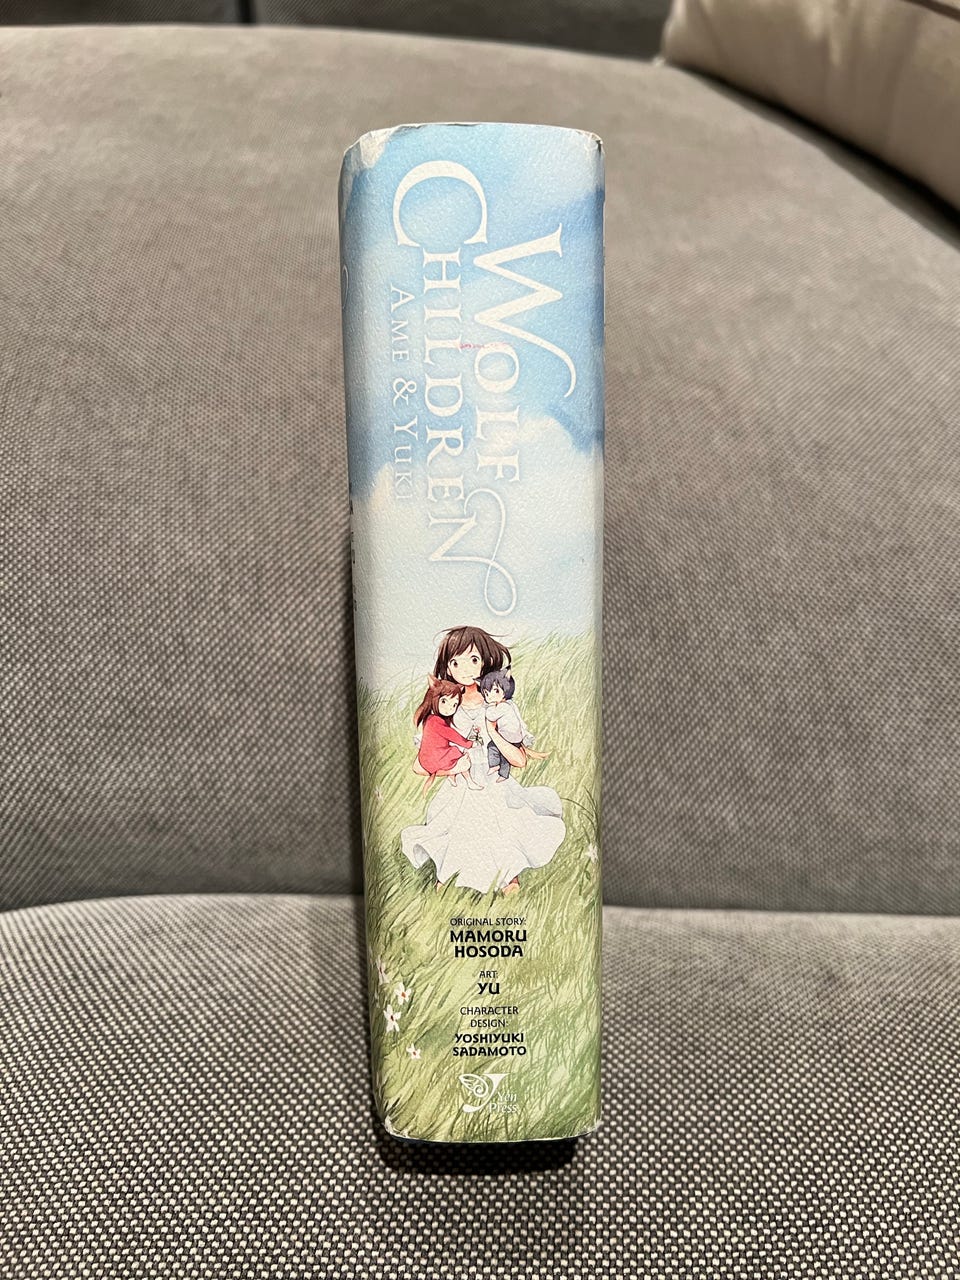 WOLF
CHILDREN
AME & YUKI
ORIGINAL STORY:
MAMORU
HOSODA
ART:
YU
CHARACTER
DESIGN:
YOSHIYUKI
SADAMOTO
Yen
Press